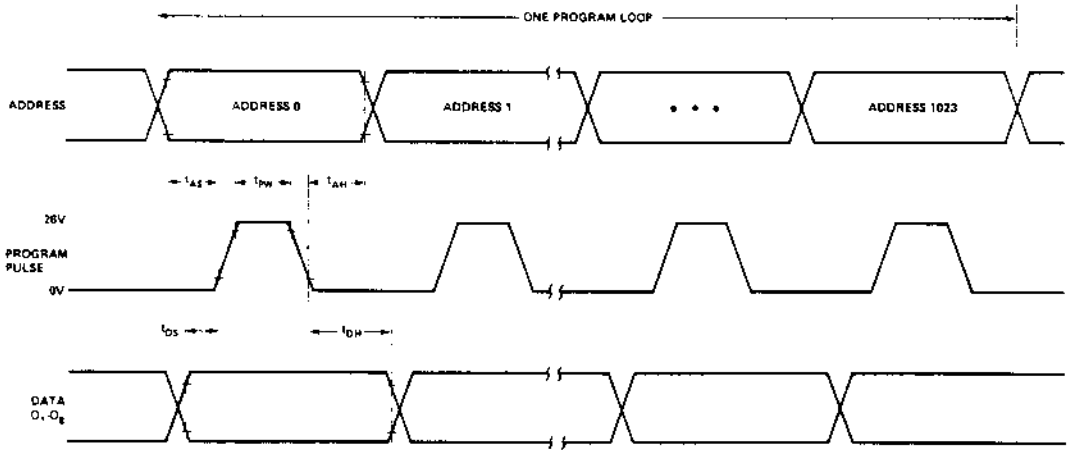 ONE PROGRAM LOOP
ADDRESS
ADDRESS 0
ADDRESS 1
• • •
ADDRESS 1023
tAS
tPW
tAH
26V
PROGRAM
PULSE
0V
tDS
tDH
DATA
O1-O8